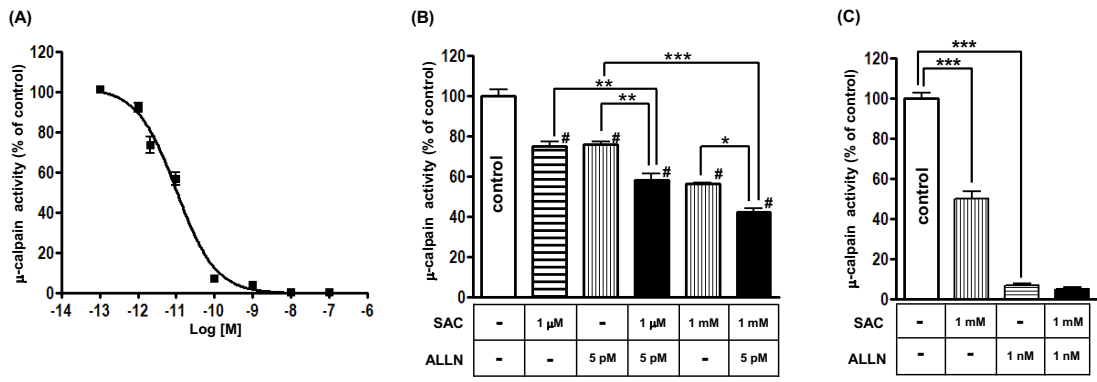 (A)
μ-calpain activity (% of control)
120
100
80
60
40
20
0
-14 -13 -12 -11 -10 -9 -8 -7 -6
Log [M]
(B)
μ-calpain activity (% of control)
120
100
80
60
40
20
0
***
**
**
*
# # # # #
control
SAC - 1 μM - 1 μM 1 mM 1 mM
ALLN - - 5 pM 5 pM - 5 pM
(C)
μ-calpain activity (% of control)
120
100
80
60
40
20
0
***
***
control
SAC - 1 mM - 1 mM
ALLN - - 1 nM 1 nM